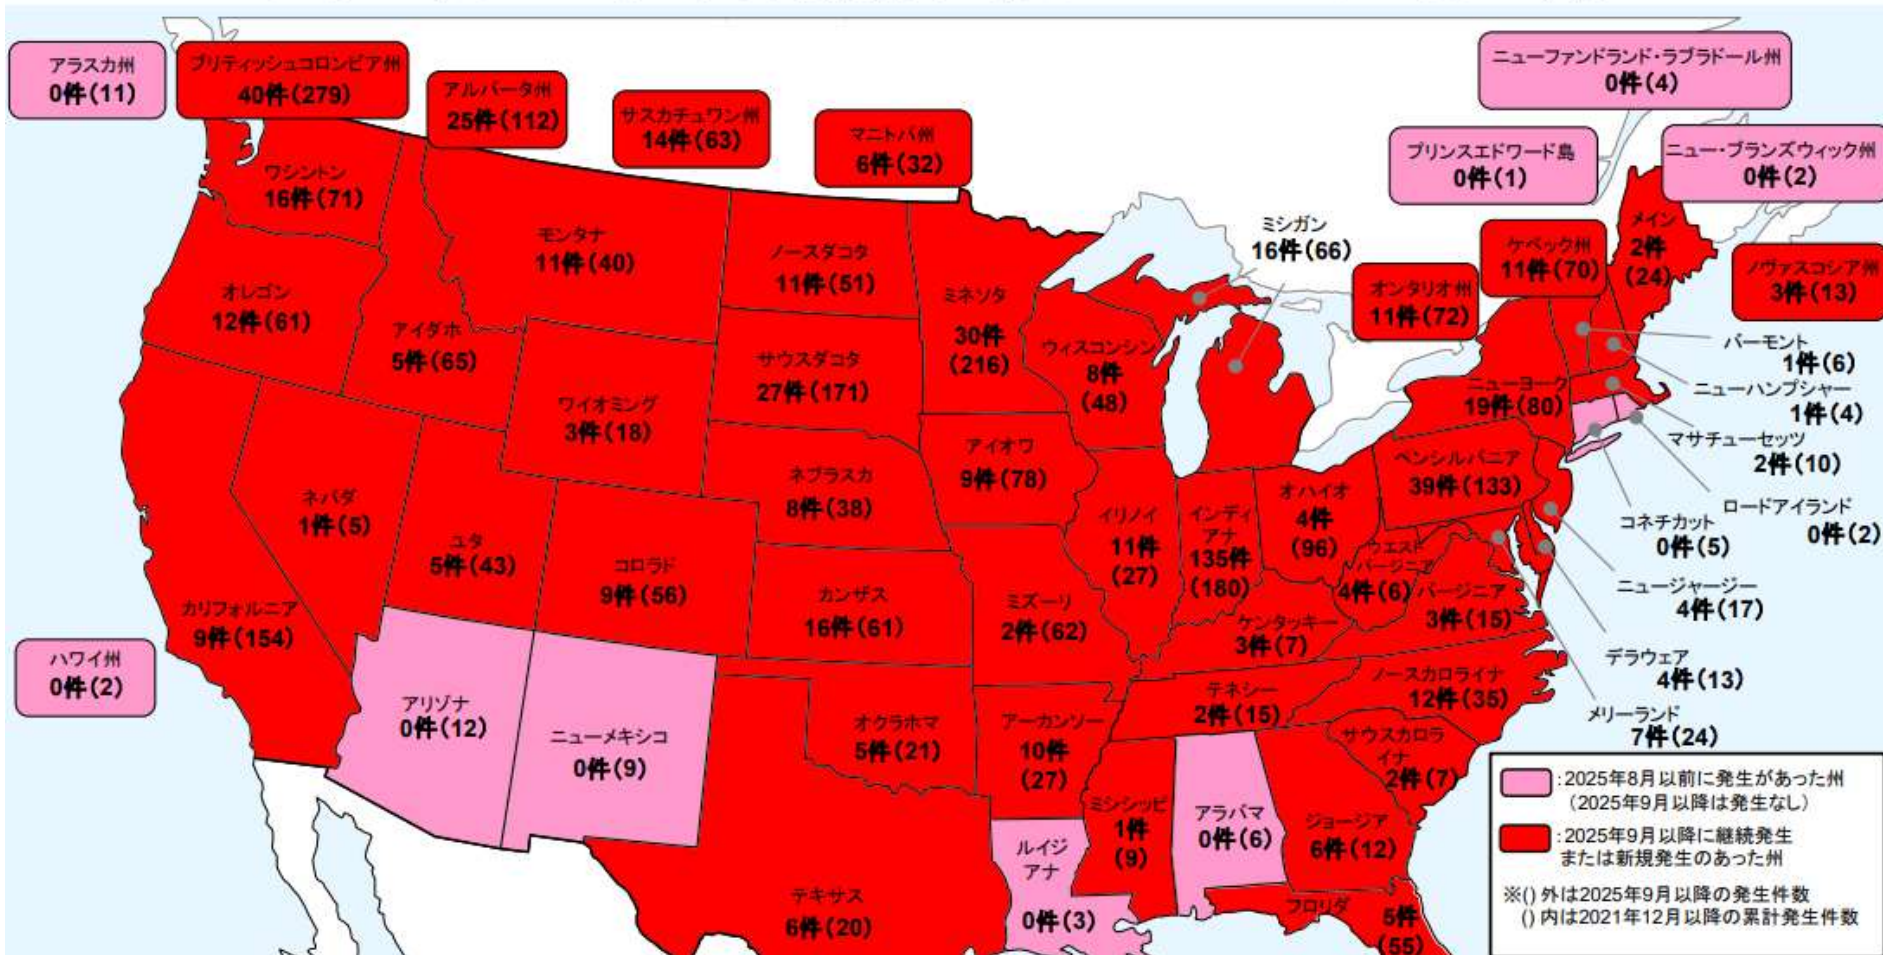 アラスカ州
0件(11)
ブリティッシュコロンビア州
40件(279)
アルバータ州
25件(112)
サスカチュワン州
14件(63)
マニトバ州
6件(32)
ニューファンドランド・ラブラドール州
0件(4)
プリンスエドワード島
0件(1)
ニュー・ブランズウィック州
0件(2)
ケベック州
11件(70)
オンタリオ州
11件(72)
ノヴァスコシア州
3件(13)
メイン
2件
(24)
ワシントン
16件(71)
モンタナ
11件(40)
ノースダコタ
11件(51)
ミネソタ
30件
(216)
ミシガン
16件(66)
オレゴン
12件(61)
アイダホ
5件(65)
サウスダコタ
27件(171)
ウィスコンシン
8件
(48)
バーモント
1件(6)
ニューハンプシャー
1件(4)
ニューヨーク
19件(80)
マサチューセッツ
2件(10)
ワイオミング
3件(18)
アイオワ
9件(78)
ネブラスカ
8件(38)
ペンシルバニア
39件(133)
ロードアイランド
0件(2)
コネチカット
0件(5)
ネバダ
1件(5)
ユタ
5件(43)
コロラド
9件(56)
カンザス
16件(61)
イリノイ
11件
(27)
インディ
アナ
135件
(180)
オハイオ
4件
(96)
ウエスト
バージニア
4件(6)
バージニア
3件(15)
ニュージャージー
4件(17)
カリフォルニア
9件(154)
ミズーリ
2件(62)
ケンタッキー
3件(7)
デラウェア
4件(13)
ハワイ州
0件(2)
アリゾナ
0件(12)
ニューメキシコ
0件(9)
オクラホマ
5件(21)
アーカンソー
10件
(27)
テネシー
2件(15)
ノースカロライナ
12件(35)
メリーランド
7件(24)
サウスカロラ
イナ
2件(7)
テキサス
6件(20)
ルイジ
アナ
0件(3)
ミシシッピ
1件
(9)
アラバマ
0件(6)
ジョージア
6件(12)
フロリダ
5件
(55)
:2025年8月以前に発生があった州
(2025年9月以降は発生なし)
:2025年9月以降に継続発生
または新規発生のあった州
※()外は2025年9月以降の発生件数
()内は2021年12月以降の累計発生件数